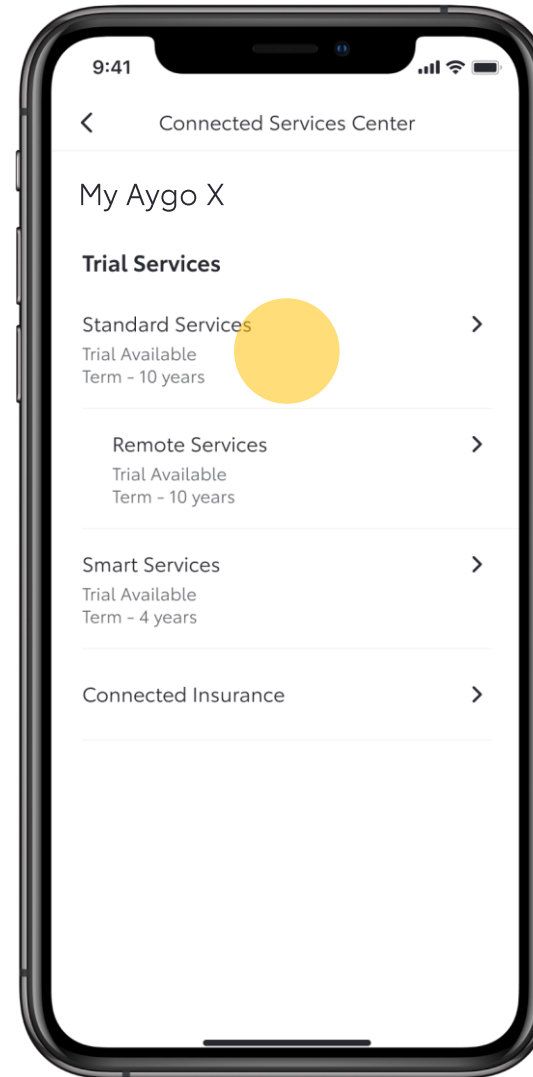 9:41
Connected Services Center
My Aygo X
Trial Services
Standard Services
Trial Available
Term - 10 years
Remote Services
Trial Available
Term - 10 years
Smart Services
Trial Available
Term - 4 years
Connected Insurance